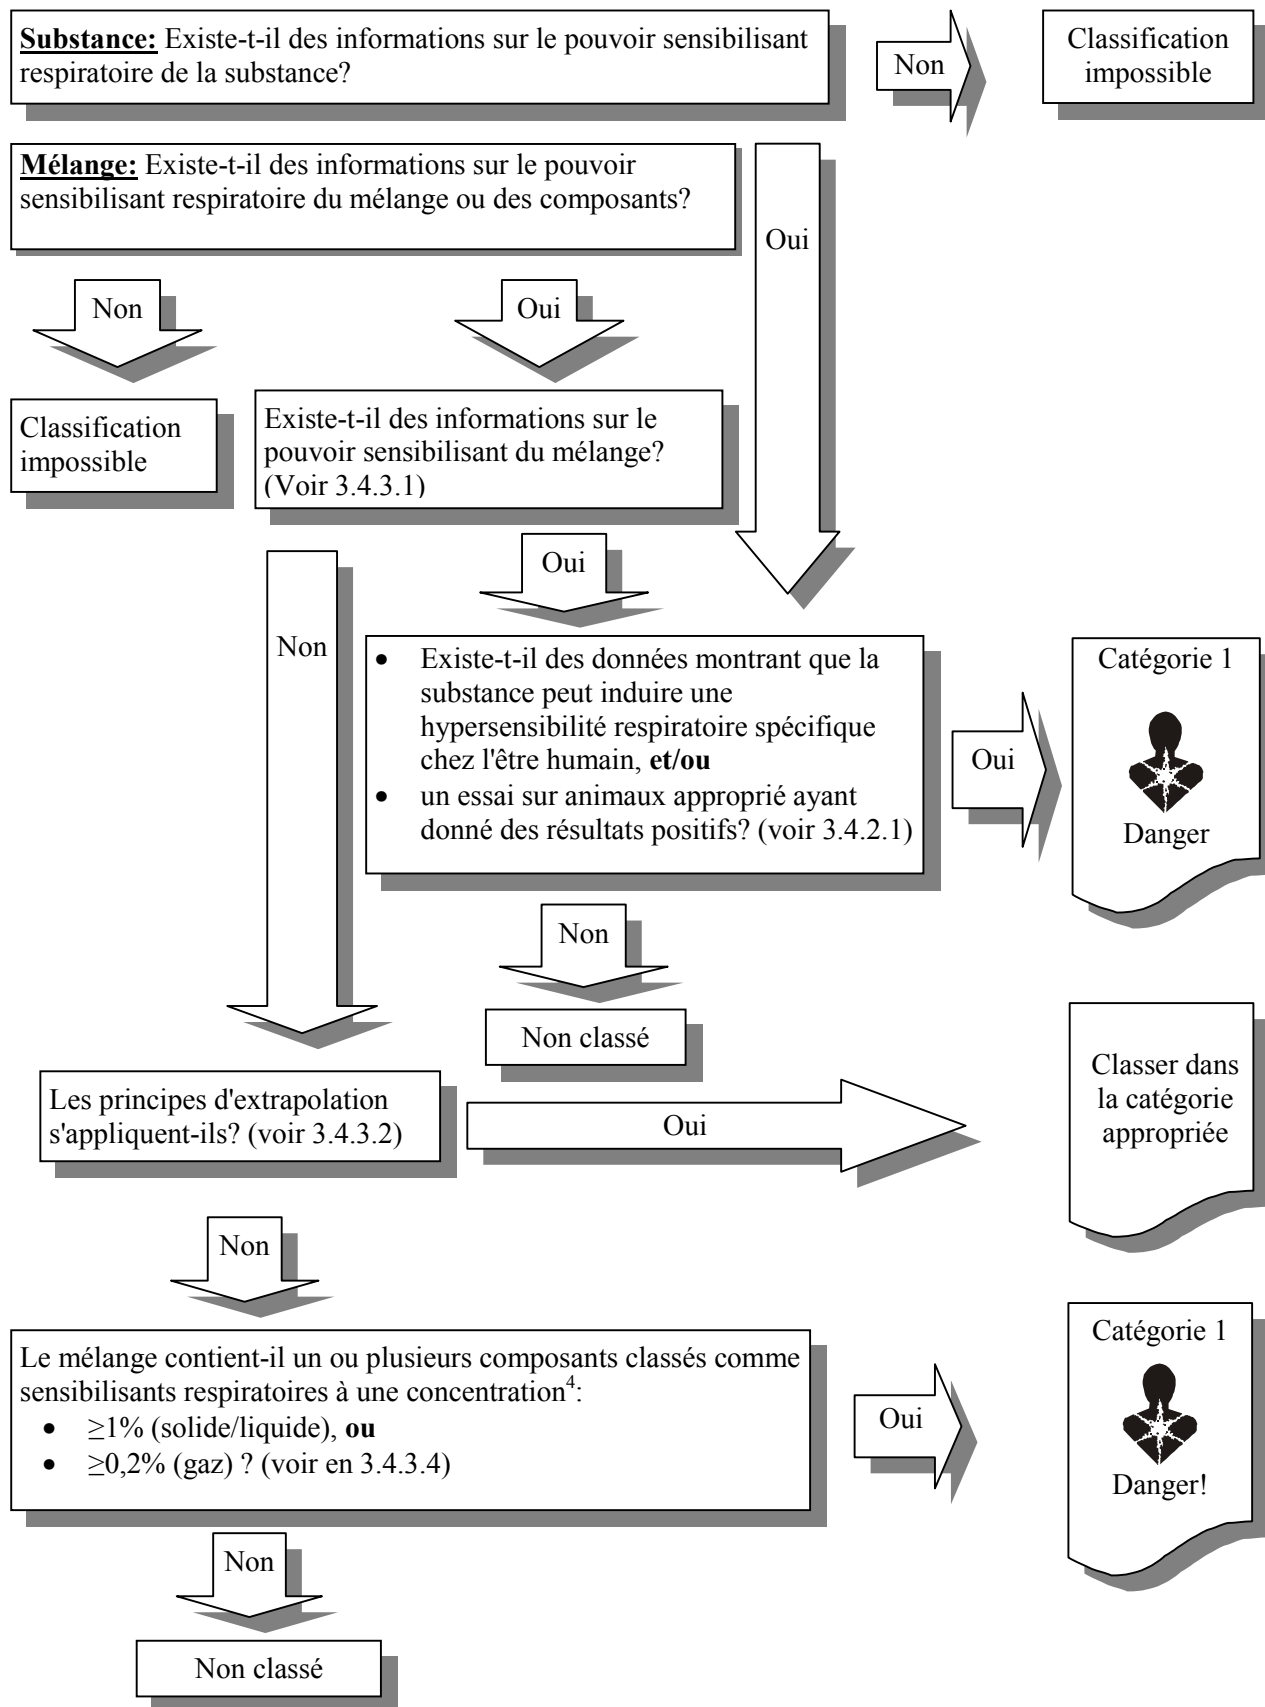 Substance: Existe-t-il des informations sur le pouvoir sensibilisant
respiratoire de la substance?
Non
Classification
impossible
Mélange: Existe-t-il des informations sur le pouvoir
sensibilisant respiratoire du mélange ou des composants?
Oui
Non
Oui
Classification
impossible
Existe-t-il des informations sur le
pouvoir sensibilisant du mélange?
(Voir 3.4.3.1)
Oui
Non
• Existe-t-il des données montrant que la
substance peut induire une
hypersensibilité respiratoire spécifique
chez l'être humain, et/ou
• un essai sur animaux approprié ayant
donné des résultats positifs? (voir 3.4.2.1)
Oui
Catégorie 1
Danger
Non
Non classé
Les principes d'extrapolation
s'appliquent-ils? (voir 3.4.3.2)
Oui
Classer dans
la catégorie
appropriée
Non
Le mélange contient-il un ou plusieurs composants classés comme
sensibilisants respiratoires à une concentration⁴:
• ≥1% (solide/liquide), ou
• ≥0,2% (gaz) ? (voir en 3.4.3.4)
Oui
Catégorie 1
Danger!
Non
Non classé